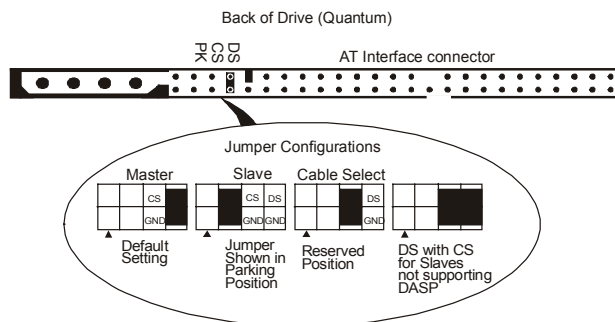 Back of Drive (Quantum)
PK
CS
DS
AT Interface connector
Jumper Configurations
Master
Slave
Cable Select
CS
CS
DS
DS
GND
GND
GND
GND
Default
Setting
Jumper
Shown in
Parking
Position
Reserved
Position
DS with CS
for Slaves
not supporting
DASP